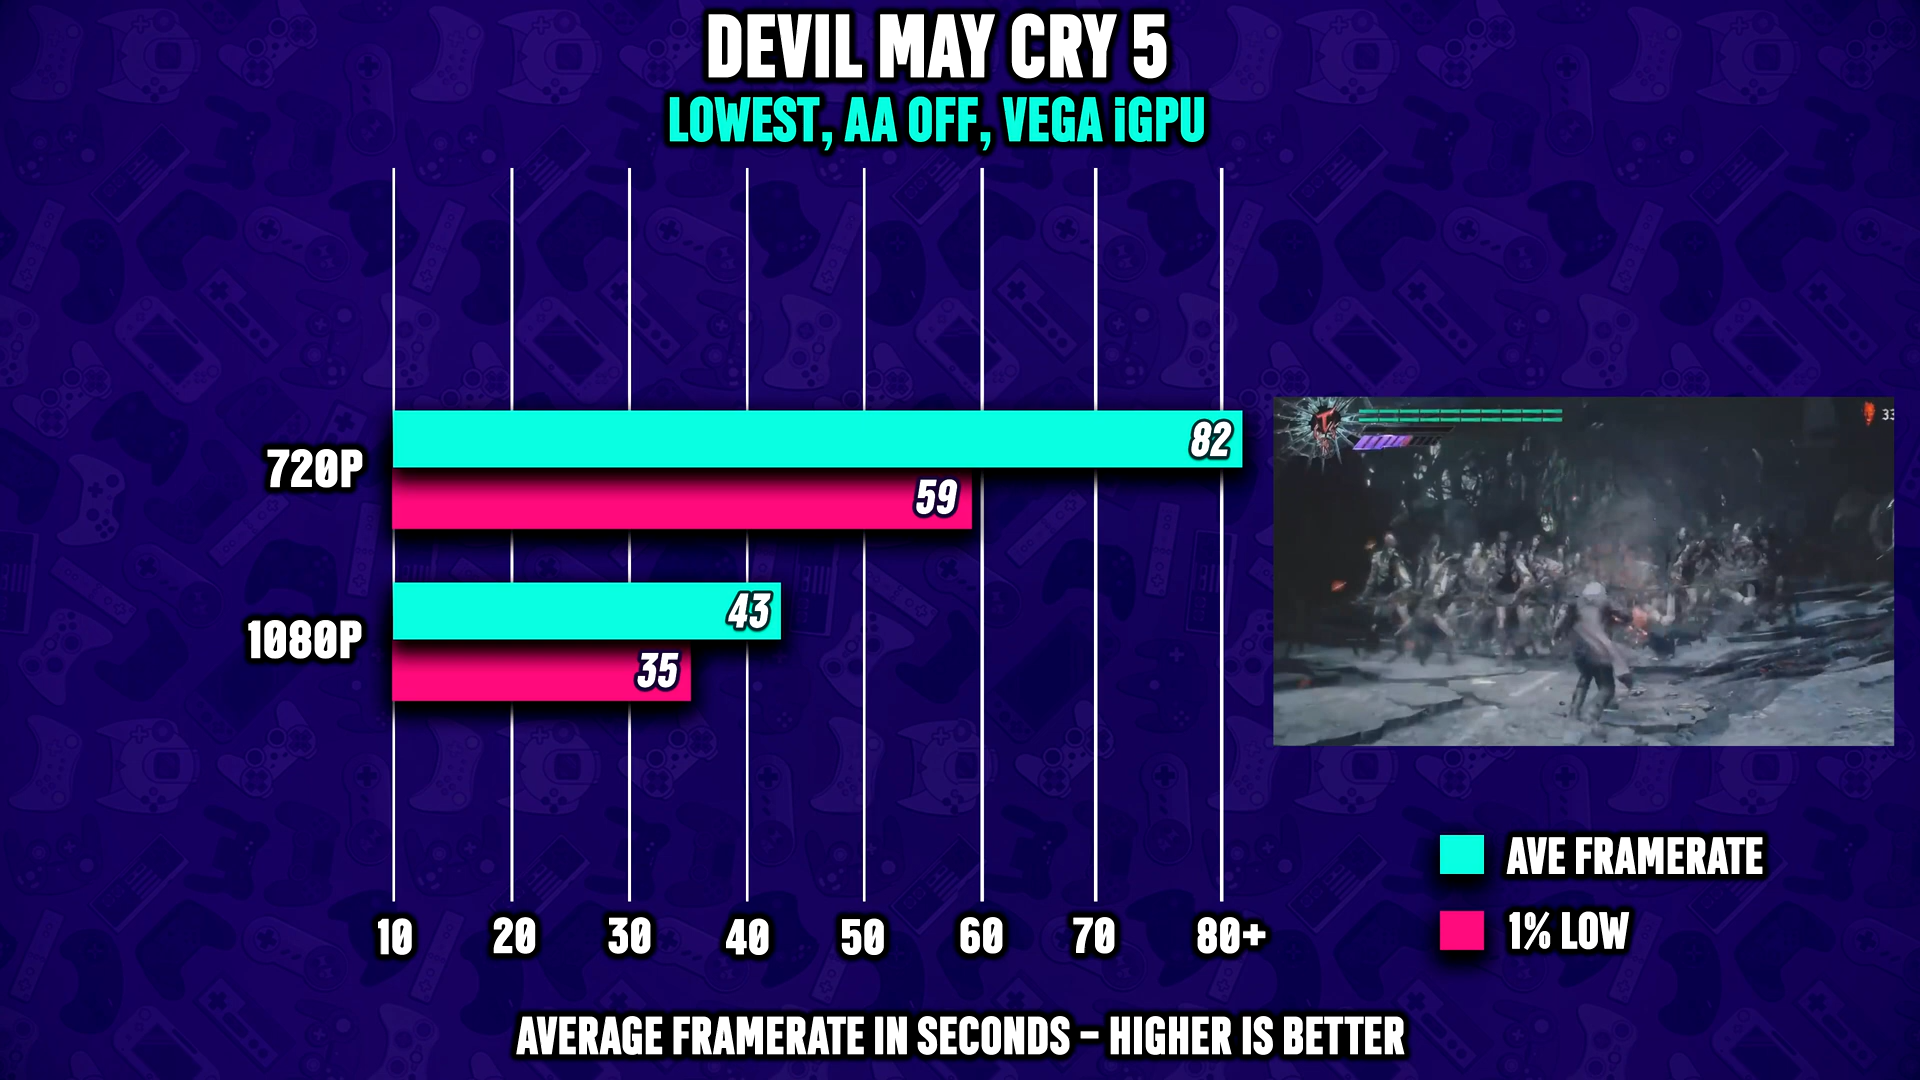 DEVIL MAY CRY 5
LOWEST, AA OFF, VEGA iGPU
720P
82
59
1080P
43
35
10 20 30 40 50 60 70 80+
33
AVE FRAMERATE
1% LOW
AVERAGE FRAMERATE IN SECONDS – HIGHER IS BETTER